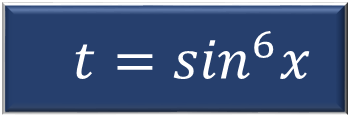 t = sin⁶x